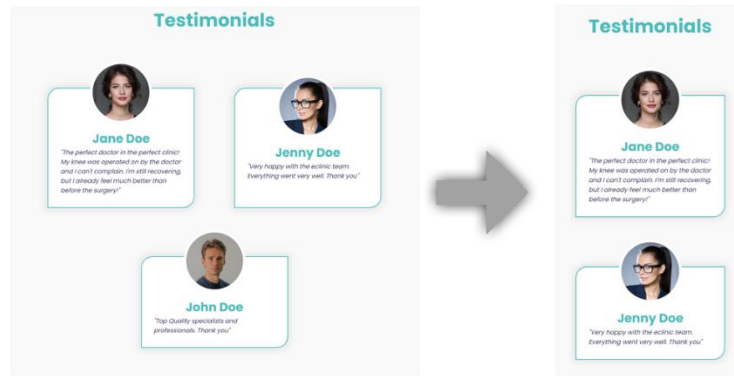 Testimonials
Jane Doe
"The perfect doctor in the perfect clinic!
My knee was operated on by the doctor
and I can't complain. I'm still recovering,
but I already feel much better than
before the surgery!"
Jenny Doe
"Very happy with the eclinic team.
Everything went very well. Thank you"
John Doe
"Top Quality specialists and
professionals. Thank you"
Testimonials
Jane Doe
"The perfect doctor in the perfect clinic!
My knee was operated on by the doctor
and I can't complain. I'm still recovering,
but I already feel much better than
before the surgery!"
Jenny Doe
"Very happy with the eclinic team.
Everything went very well. Thank you"